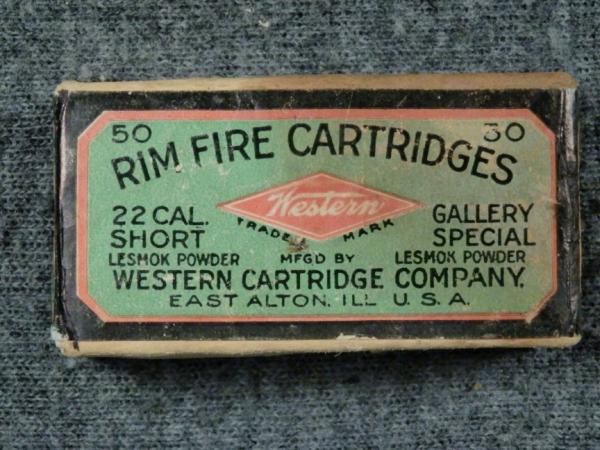 50 50
RIM FIRE CARTRIDGES
Western
TRADE MARK
22 CAL. GALLERY
SHORT SPECIAL
LESMOK POWDER MFGD BY LESMOK POWDER
WESTERN CARTRIDGE COMPANY.
EAST ALTON, ILL U. S. A.